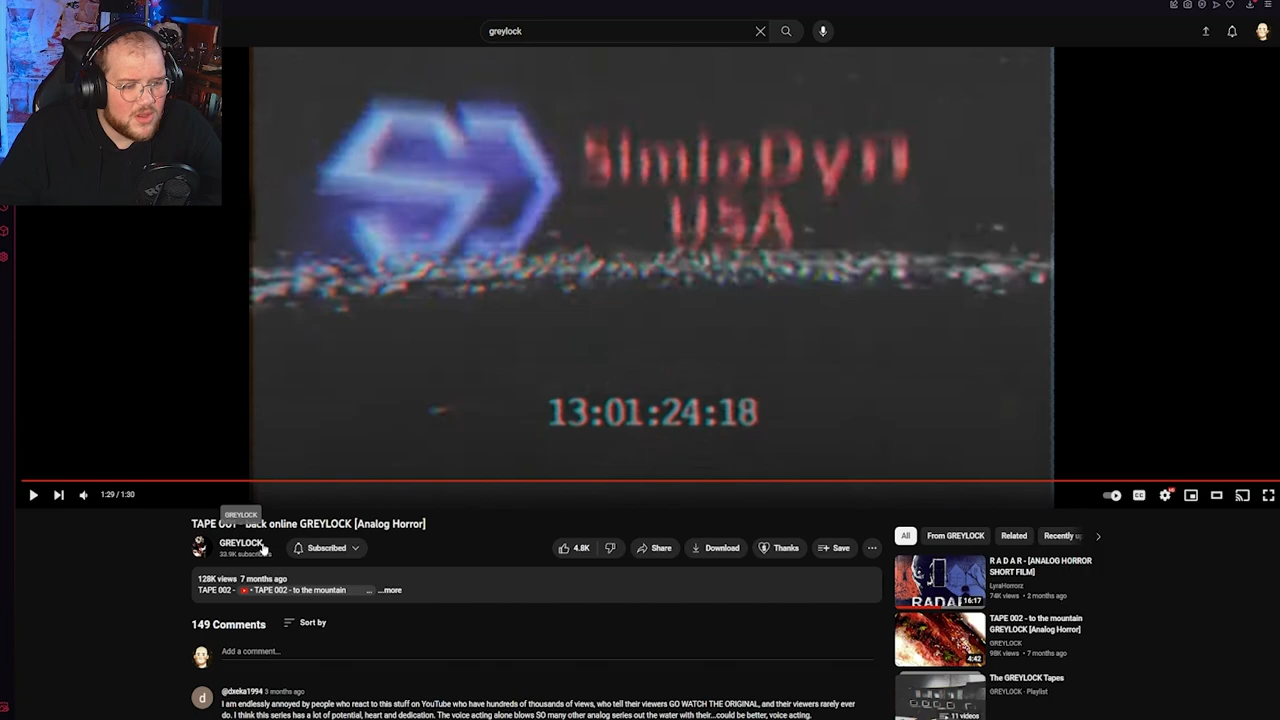 greylock
SImIoDyn
USA
13:01:24:18
1:29 / 1:30
GREYLOCK
TAPE 001 - back online GREYLOCK [Analog Horror]
GREYLOCK
33.9K
Subscribed
4.8K
Share
Download
Thanks
Save
...
128K views 7 months ago
TAPE 002 - • TAPE 002 - to the mountain ... ...more
149 Comments
Sort by
Add a comment...
d
@dxeka1994 3 months ago
I am endlessly annoyed by people who react to this stuff on YouTube who have hundreds of thousands of views, who tell their viewers GO WATCH THE ORIGINAL, and their viewers rarely ever
do. I think this series has a lot of potential, heart and dedication. The voice acting alone blows SO many other analog series out the water with their...could be better, voice acting.
All
From GREYLOCK
Related
Recently
RADAR
16:17
R A D A R - [ANALOG HORROR
SHORT FILM]
LyraHorrorz
74K views • 2 months ago
4:42
TAPE 002 - to the mountain
GREYLOCK [Analog Horror]
GREYLOCK
98K views • 7 months ago
11 videos
The GREYLOCK Tapes
GREYLOCK • Playlist